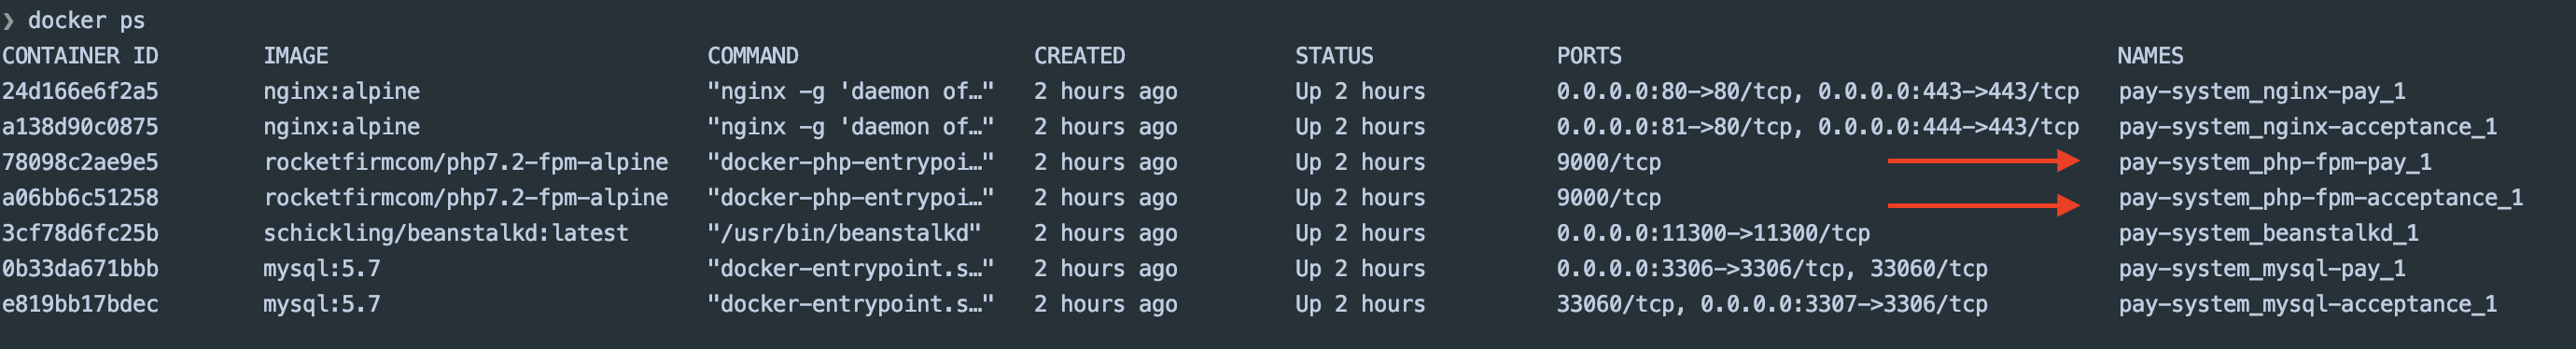 ❯ docker ps
CONTAINER ID        IMAGE                             COMMAND                  CREATED             STATUS              PORTS                                      NAMES
24d166e6f2a5        nginx:alpine                      "nginx -g 'daemon of…"   2 hours ago         Up 2 hours          0.0.0.0:80->80/tcp, 0.0.0.0:443->443/tcp   pay-system_nginx-pay_1
a138d90c0875        nginx:alpine                      "nginx -g 'daemon of…"   2 hours ago         Up 2 hours          0.0.0.0:81->80/tcp, 0.0.0.0:444->443/tcp   pay-system_nginx-acceptance_1
78098c2ae9e5        rocketfirmcom/php7.2-fpm-alpine   "docker-php-entrypoi…"   2 hours ago         Up 2 hours          9000/tcp                                   pay-system_php-fpm-pay_1
a06bb6c51258        rocketfirmcom/php7.2-fpm-alpine   "docker-php-entrypoi…"   2 hours ago         Up 2 hours          9000/tcp                                   pay-system_php-fpm-acceptance_1
3cf78d6fc25b        schickling/beanstalkd:latest      "/usr/bin/beanstalkd"    2 hours ago         Up 2 hours          0.0.0.0:11300->11300/tcp                   pay-system_beanstalkd_1
0b33da671bbb        mysql:5.7                         "docker-entrypoint.s…"   2 hours ago         Up 2 hours          0.0.0.0:3306->3306/tcp, 33060/tcp          pay-system_mysql-pay_1
e819bb17bdec        mysql:5.7                         "docker-entrypoint.s…"   2 hours ago         Up 2 hours          33060/tcp, 0.0.0.0:3307->3306/tcp          pay-system_mysql-acceptance_1